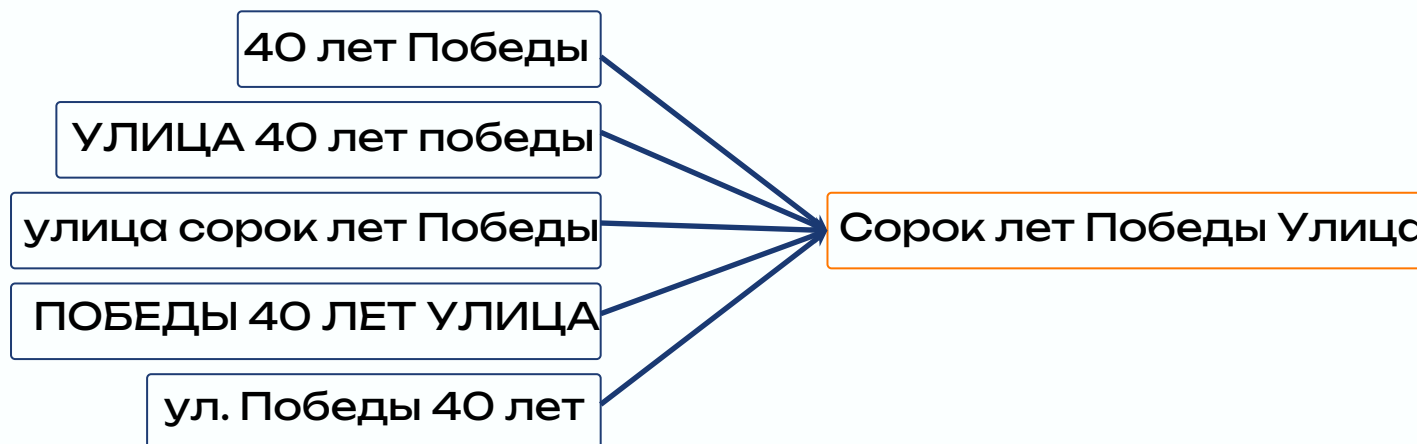 40 лет Победы
УЛИЦА 40 лет победы
улица сорок лет Победы
ПОБЕДЫ 40 ЛЕТ УЛИЦА
ул. Победы 40 лет
Сорок лет Победы Улица